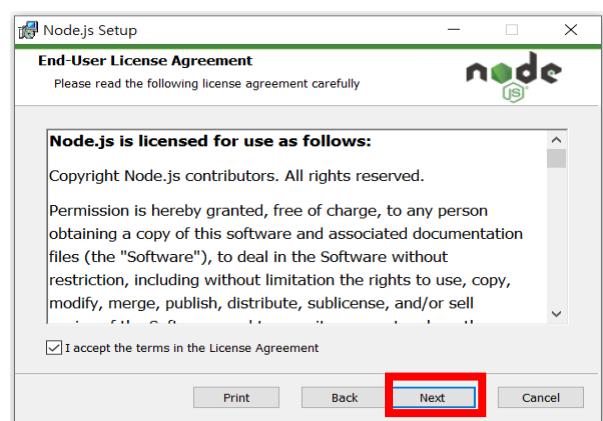 Node.js Setup
End-User License Agreement
Please read the following license agreement carefully
node
JS
Node.js is licensed for use as follows:
Copyright Node.js contributors. All rights reserved.
Permission is hereby granted, free of charge, to any person
obtaining a copy of this software and associated documentation
files (the "Software"), to deal in the Software without
restriction, including without limitation the rights to use, copy,
modify, merge, publish, distribute, sublicense, and/or sell
I accept the terms in the License Agreement
Print Back Next Cancel